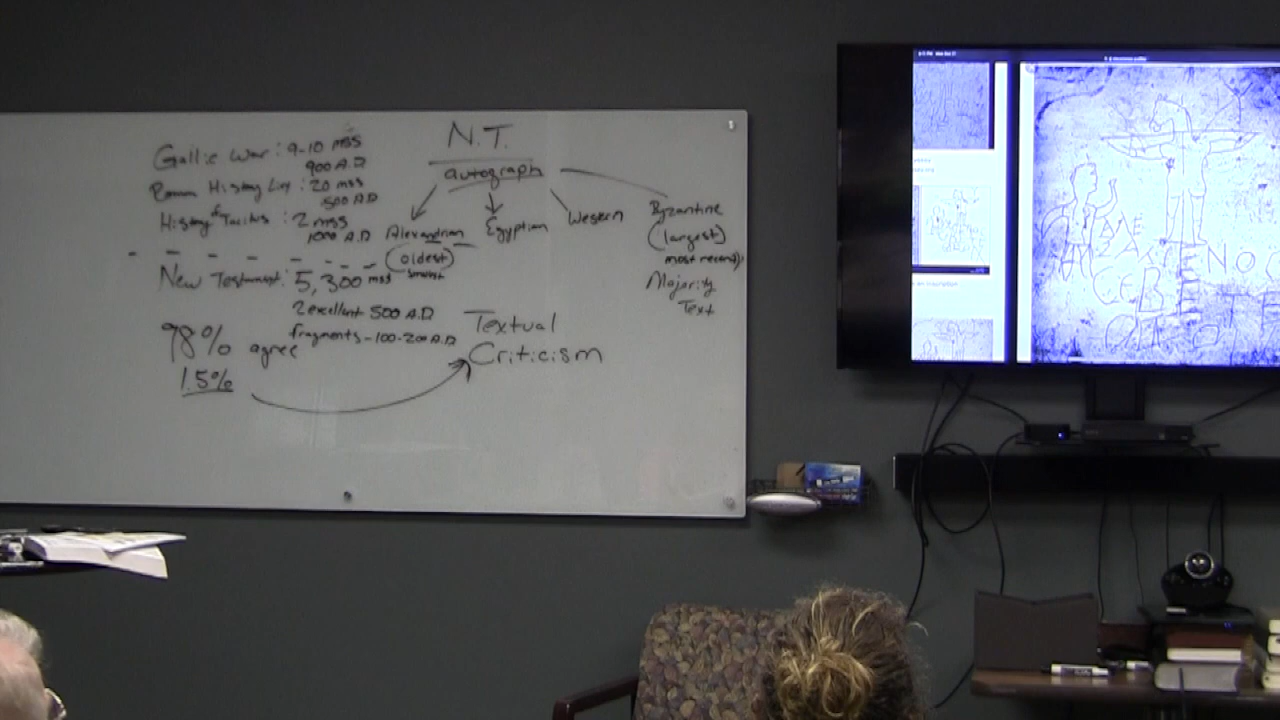 Gallic War : 9-10 mss
900 A.D
Roman History Livy : 20 mss
500 A.D
History of Tacitus : 2 mss
1000 A.D
New Testament : 5,300 mss
2 excellent 500 A.D
fragments - 100-200 A.D
98% agree
1.5%
N.T.
autograph
Alexandrian
(oldest)
smallest
Egyptian
Western
Byzantine
(largest)
most recent)
Majority
Text
Textual
Criticism